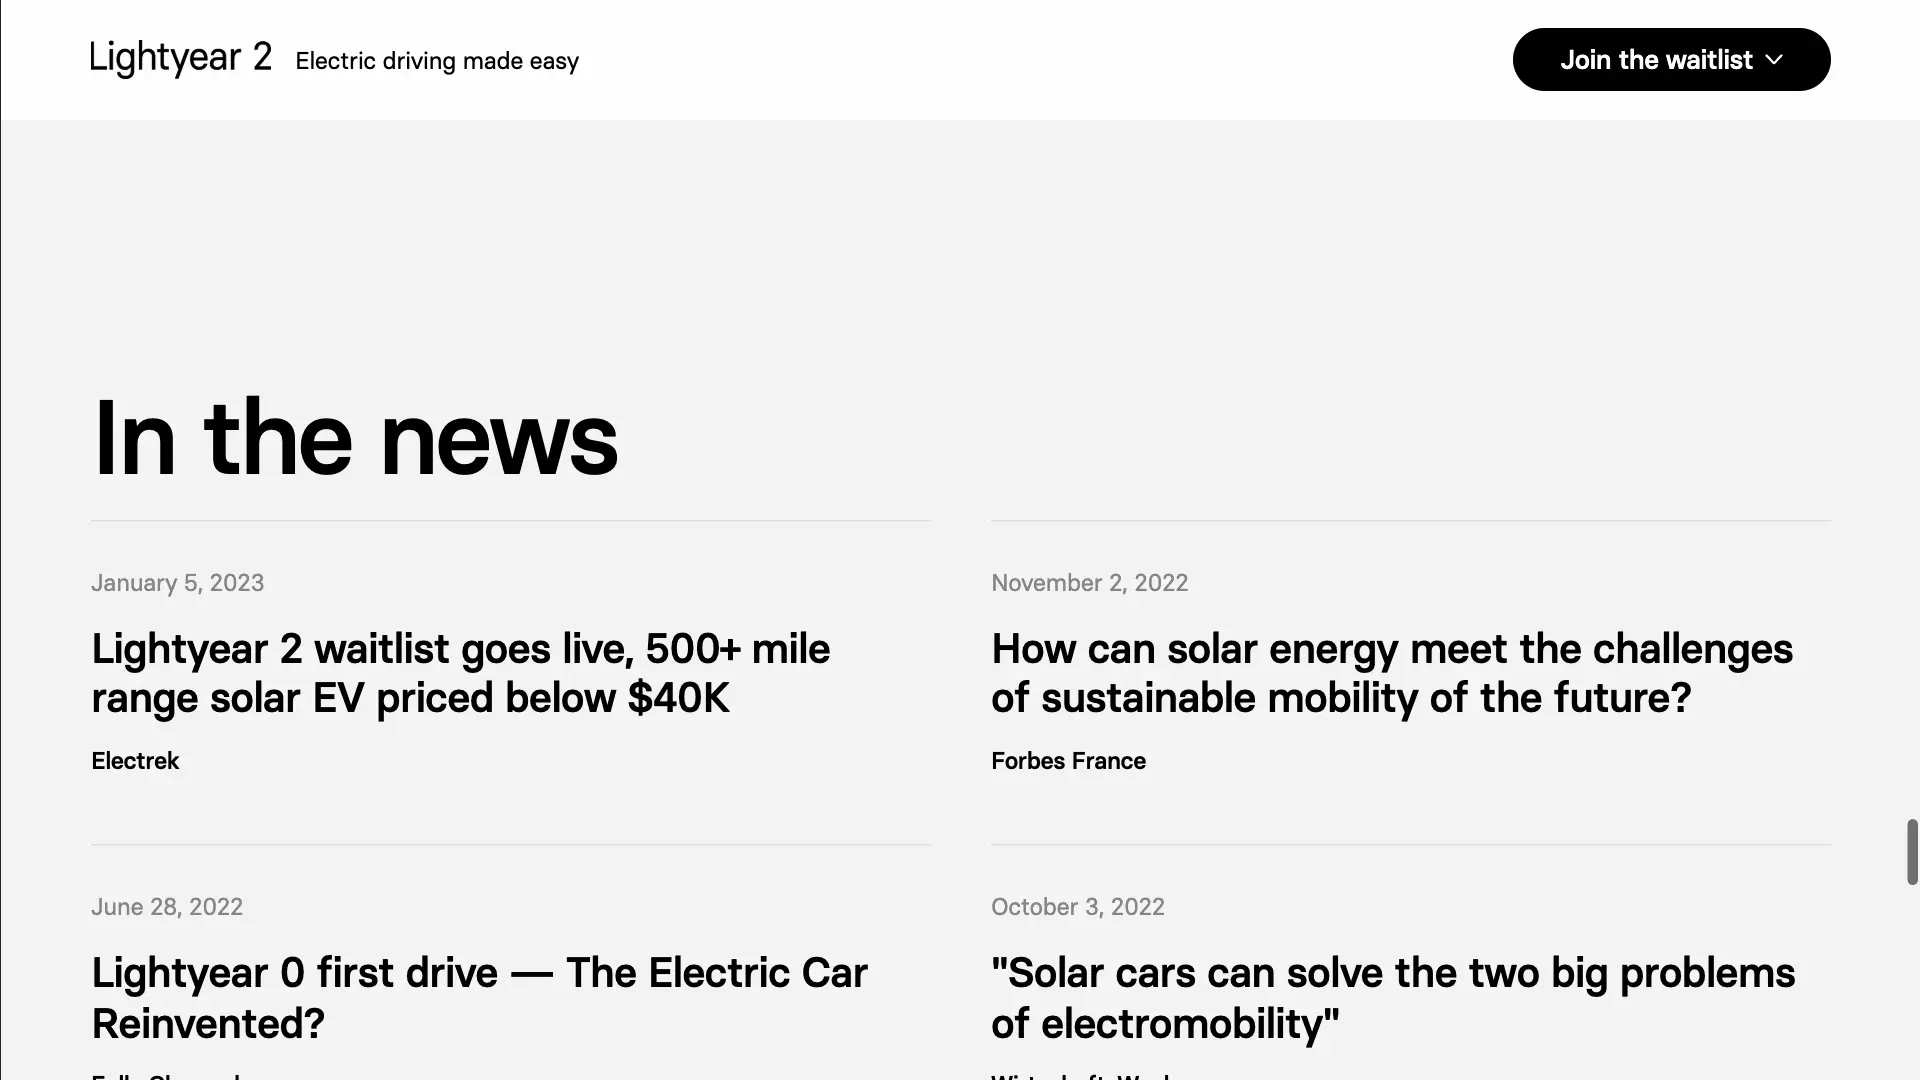 Lightyear 2 Electric driving made easy
Join the waitlist
In the news
January 5, 2023
Lightyear 2 waitlist goes live, 500+ mile
range solar EV priced below $40K
Electrek
November 2, 2022
How can solar energy meet the challenges
of sustainable mobility of the future?
Forbes France
June 28, 2022
Lightyear 0 first drive — The Electric Car
Reinvented?
October 3, 2022
"Solar cars can solve the two big problems
of electromobility"